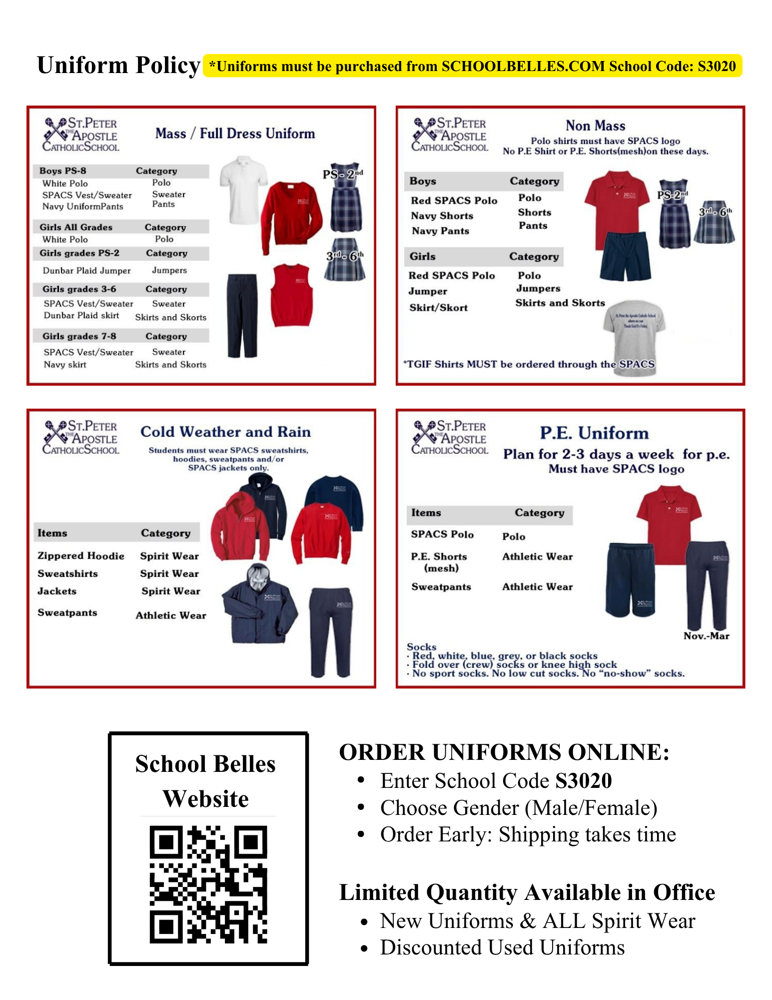 Uniform Policy *Uniforms must be purchased from SCHOOLBELLES.COM School Code: S3020
ST.PETER
THE APOSTLE
CATHOLICSCHOOL
Mass / Full Dress Uniform
Boys PS-8 Category
White Polo Polo
SPACS Vest/Sweater Sweater
Navy UniformPants Pants
Girls All Grades Category
White Polo Polo
Girls grades PS-2 Category
Dunbar Plaid Jumper Jumpers
Girls grades 3-6 Category
SPACS Vest/Sweater Sweater
Dunbar Plaid skirt Skirts and Skorts
Girls grades 7-8 Category
SPACS Vest/Sweater Sweater
Navy skirt Skirts and Skorts
PS- 2nd
3rd- 6th
ST.PETER
THE APOSTLE
CATHOLICSCHOOL
Non Mass
Polo shirts must have SPACS logo
No P.E Shirt or P.E. Shorts(mesh)on these days.
Boys Category
Red SPACS Polo Polo
Navy Shorts Shorts
Navy Pants Pants
Girls Category
Red SPACS Polo Polo
Jumper Jumpers
Skirt/Skort Skirts and Skorts
PS-2nd
3rd- 6th
St. Peter the Apostle Catholic School
where we can
Thank God It's Friday
*TGIF Shirts MUST be ordered through the SPACS
ST.PETER
THE APOSTLE
CATHOLICSCHOOL
Cold Weather and Rain
Students must wear SPACS sweatshirts,
hoodies, sweatpants and/or
SPACS jackets only.
Items Category
Zippered Hoodie Spirit Wear
Sweatshirts Spirit Wear
Jackets Spirit Wear
Sweatpants Athletic Wear
ST.PETER
THE APOSTLE
CATHOLICSCHOOL
P.E. Uniform
Plan for 2-3 days a week for p.e.
Must have SPACS logo
Items Category
SPACS Polo Polo
P.E. Shorts Athletic Wear
(mesh)
Sweatpants Athletic Wear
Nov.-Mar
Socks
· Red, white, blue, grey, or black socks
· Fold over (crew) socks or knee high sock
· No sport socks. No low cut socks. No “no-show” socks.
School Belles
Website
ORDER UNIFORMS ONLINE:
• Enter School Code S3020
• Choose Gender (Male/Female)
• Order Early: Shipping takes time
Limited Quantity Available in Office
• New Uniforms & ALL Spirit Wear
• Discounted Used Uniforms